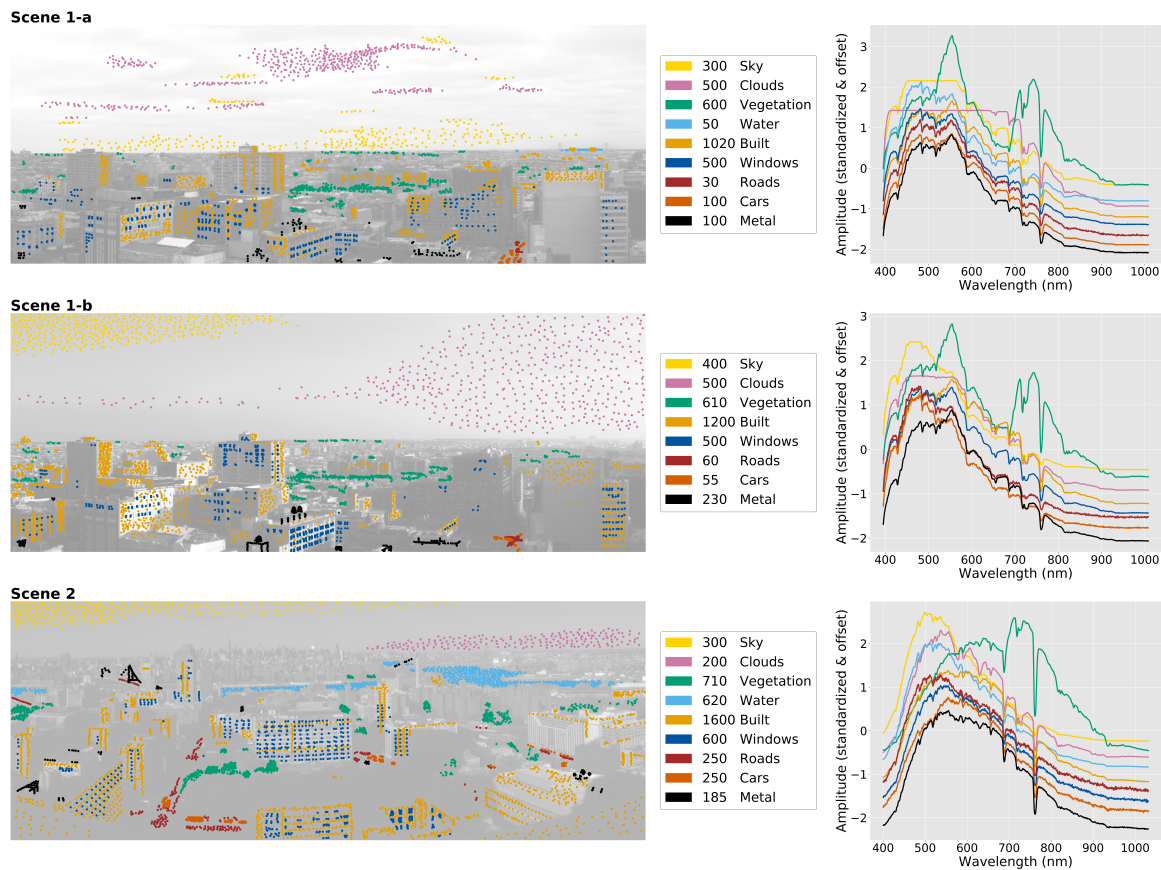 Scene 1-a
300 Sky
500 Clouds
600 Vegetation
50 Water
1020 Built
500 Windows
30 Roads
100 Cars
100 Metal
Amplitude (standardized & offset)
3
2
1
0
−1
−2
400 500 600 700 800 900 1000
Wavelength (nm)
Scene 1-b
400 Sky
500 Clouds
610 Vegetation
1200 Built
500 Windows
60 Roads
55 Cars
230 Metal
Amplitude (standardized & offset)
3
2
1
0
−1
−2
400 500 600 700 800 900 1000
Wavelength (nm)
Scene 2
300 Sky
200 Clouds
710 Vegetation
620 Water
1600 Built
600 Windows
250 Roads
250 Cars
185 Metal
Amplitude (standardized & offset)
2
1
0
−1
−2
400 500 600 700 800 900 1000
Wavelength (nm)